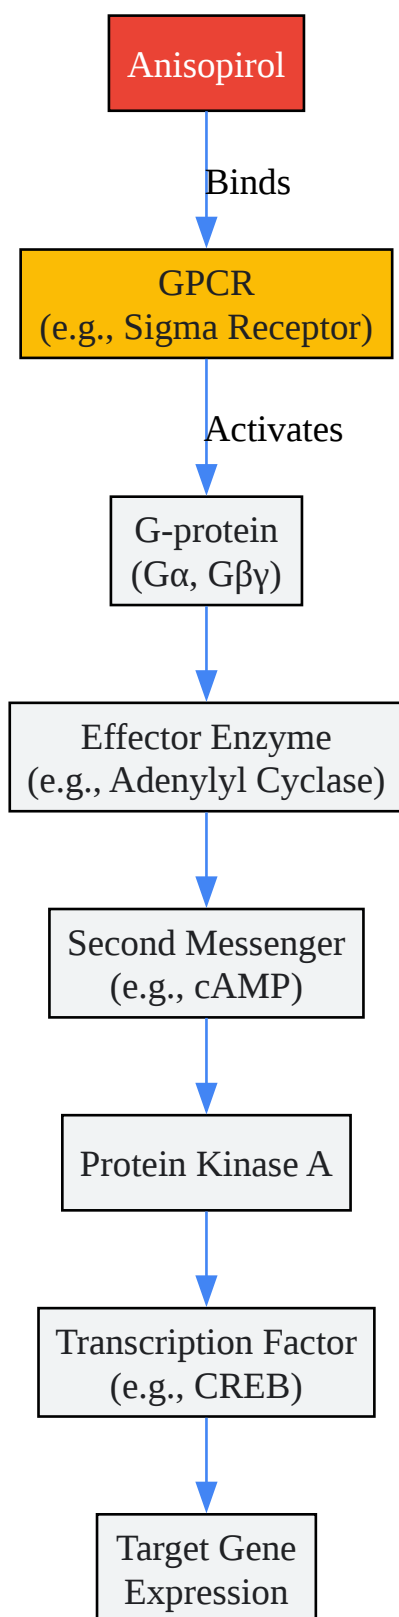 Anisopirol
Binds
GPCR
(e.g., Sigma Receptor)
Activates
G-protein
(Gα, Gβγ)
Effector Enzyme
(e.g., Adenylyl Cyclase)
Second Messenger
(e.g., cAMP)
Protein Kinase A
Transcription Factor
(e.g., CREB)
Target Gene
Expression